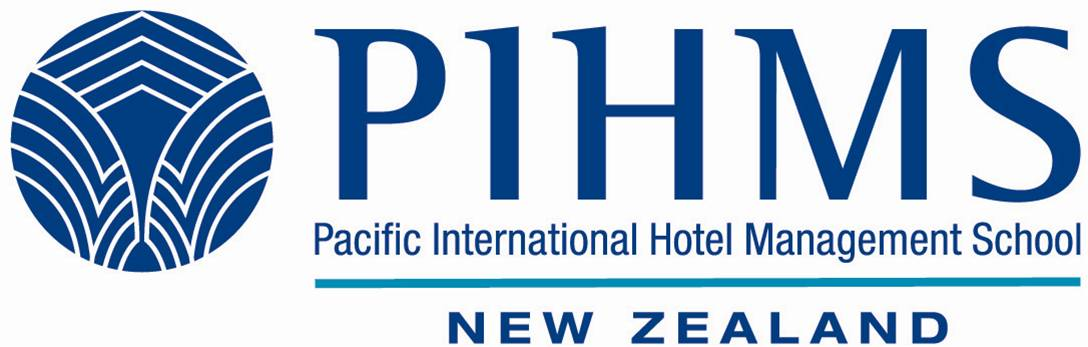 PIHMS
Pacific International Hotel Management School
NEW ZEALAND